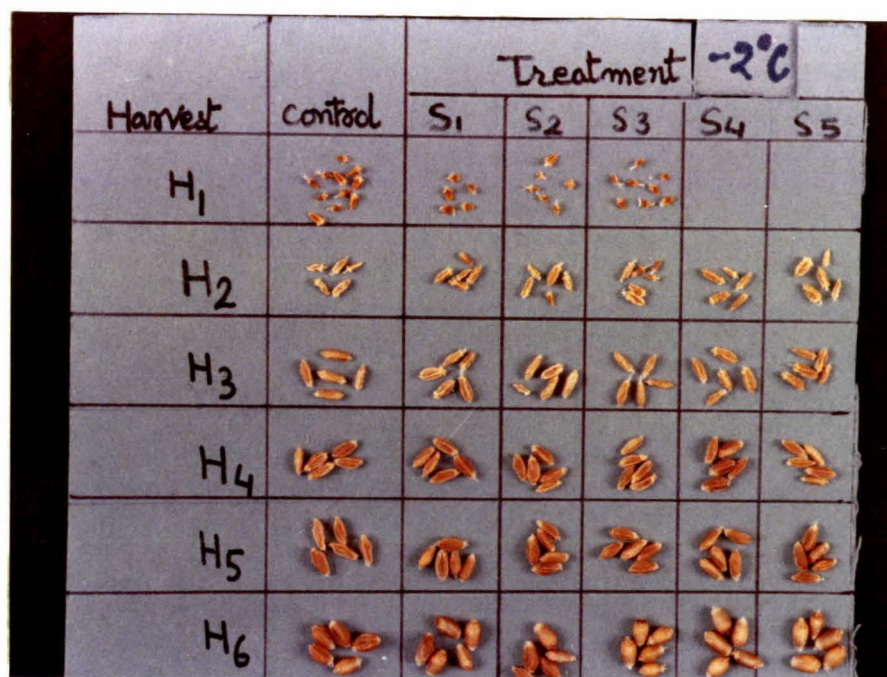 Treatment -2°C
Harvest control S1 S2 S3 S4 S5
H1
H2
H3
H4
H5
H6